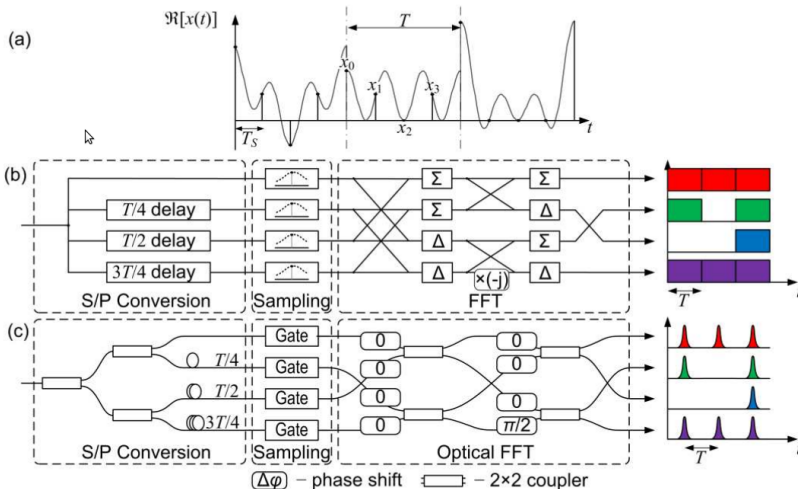 (a)
ℜ[x(t)]
T
x0
x1
x3
x2
TS
t
(b)
T/4 delay
T/2 delay
3T/4 delay
S/P Conversion
Sampling
Σ
Σ
Δ
Δ
×(-j)
Σ
Δ
Σ
Δ
FFT
T
t
(c)
T/4
T/2
3T/4
S/P Conversion
Gate
Gate
Gate
Gate
Sampling
0
0
0
0
0
0
0
π/2
Optical FFT
T
Δφ – phase shift – 2×2 coupler